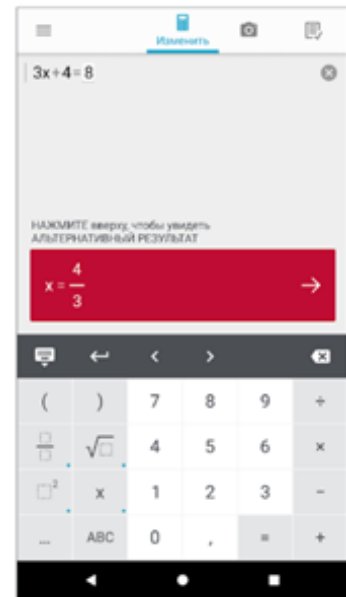 Изменить
3x+4=8
НАЖМИТЕ вверху, чтобы увидеть
АЛЬТЕРНАТИВНЫЙ РЕЗУЛЬТАТ
x = 4/3
( ) 7 8 9 ÷
√ 4 5 6 ×
2 x 1 2 3 −
... ABC 0 , = +